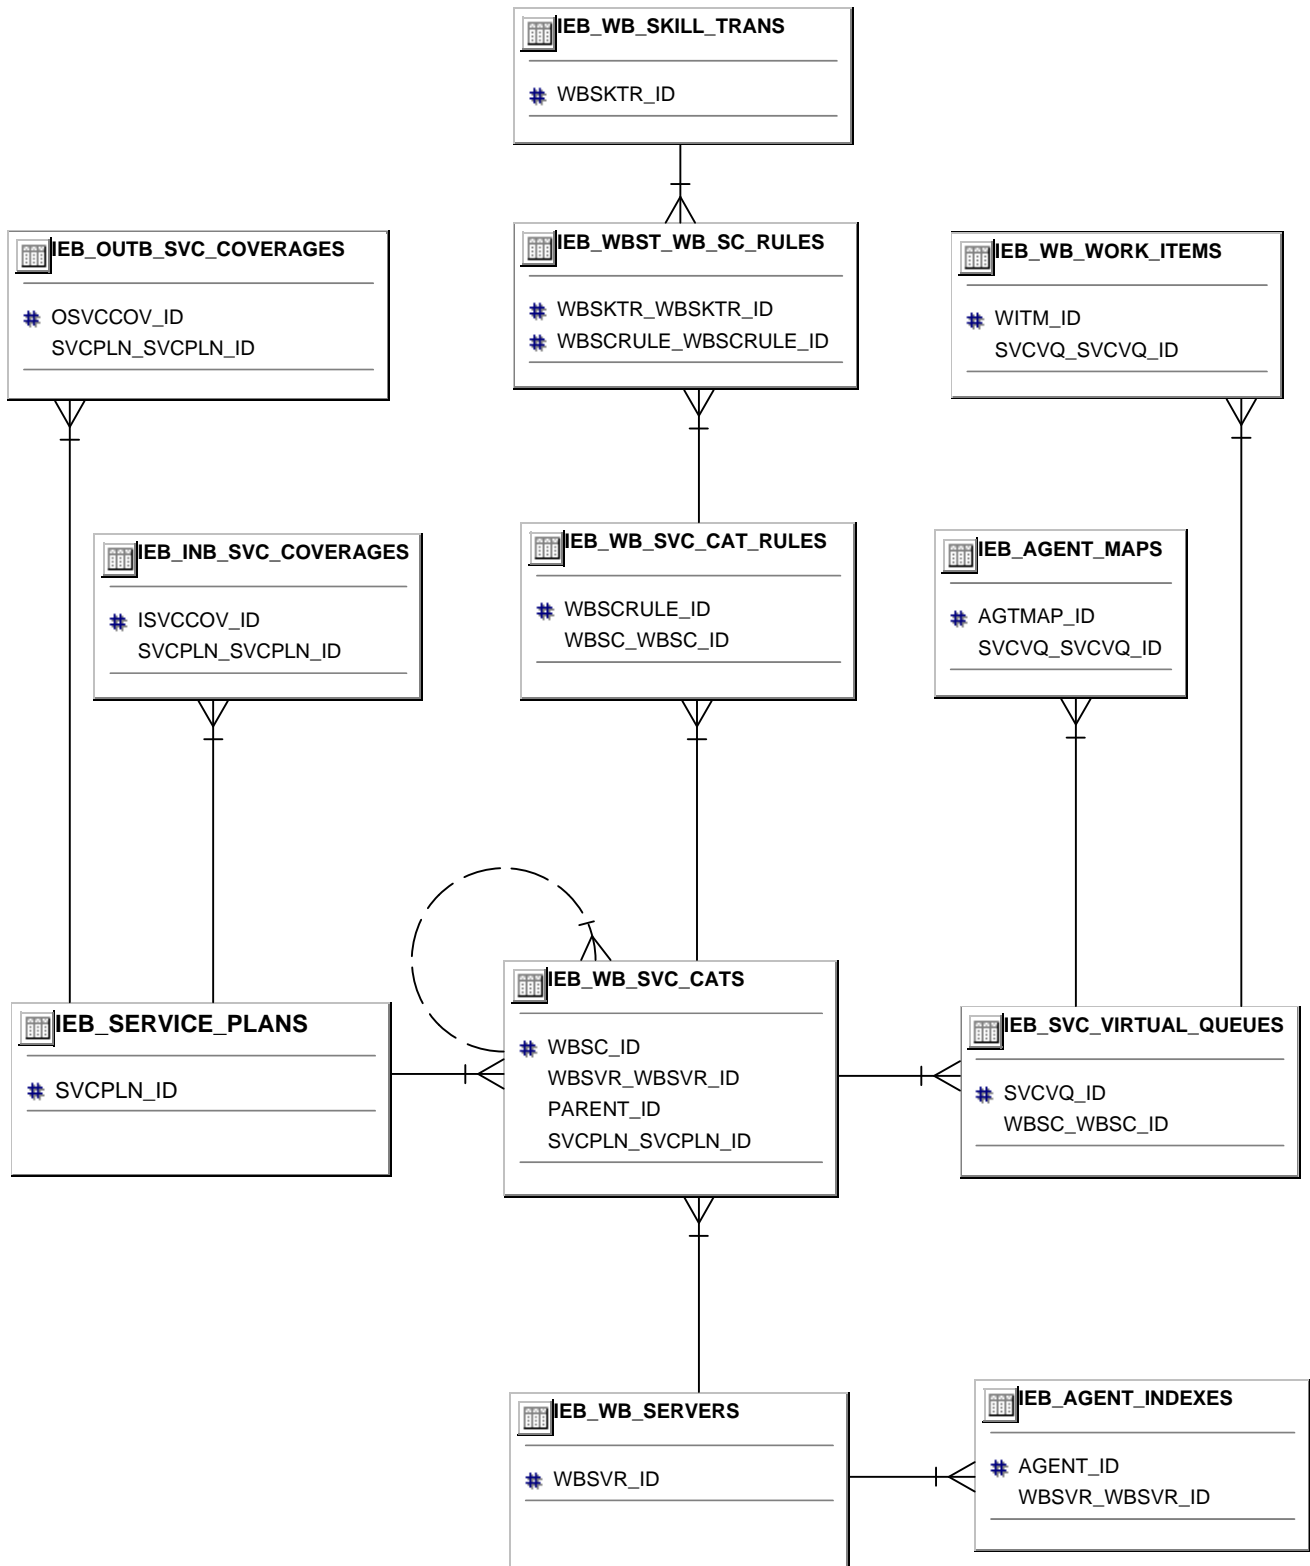 IEB_WB_SKILL_TRANS
# WBSKTR_ID
IEB_OUTB_SVC_COVERAGES
# OSVCCOV_ID
SVCPLN_SVCPLN_ID
IEB_WBST_WB_SC_RULES
# WBSKTR_WBSKTR_ID
# WBSCRULE_WBSCRULE_ID
IEB_WB_WORK_ITEMS
# WITM_ID
SVCVQ_SVCVQ_ID
IEB_INB_SVC_COVERAGES
# ISVCCOV_ID
SVCPLN_SVCPLN_ID
IEB_WB_SVC_CAT_RULES
# WBSCRULE_ID
WBSC_WBSC_ID
IEB_AGENT_MAPS
# AGTMAP_ID
SVCVQ_SVCVQ_ID
IEB_SERVICE_PLANS
# SVCPLN_ID
IEB_WB_SVC_CATS
# WBSC_ID
WBSVR_WBSVR_ID
PARENT_ID
SVCPLN_SVCPLN_ID
IEB_SVC_VIRTUAL_QUEUES
# SVCVQ_ID
WBSC_WBSC_ID
IEB_WB_SERVERS
# WBSVR_ID
IEB_AGENT_INDEXES
# AGENT_ID
WBSVR_WBSVR_ID